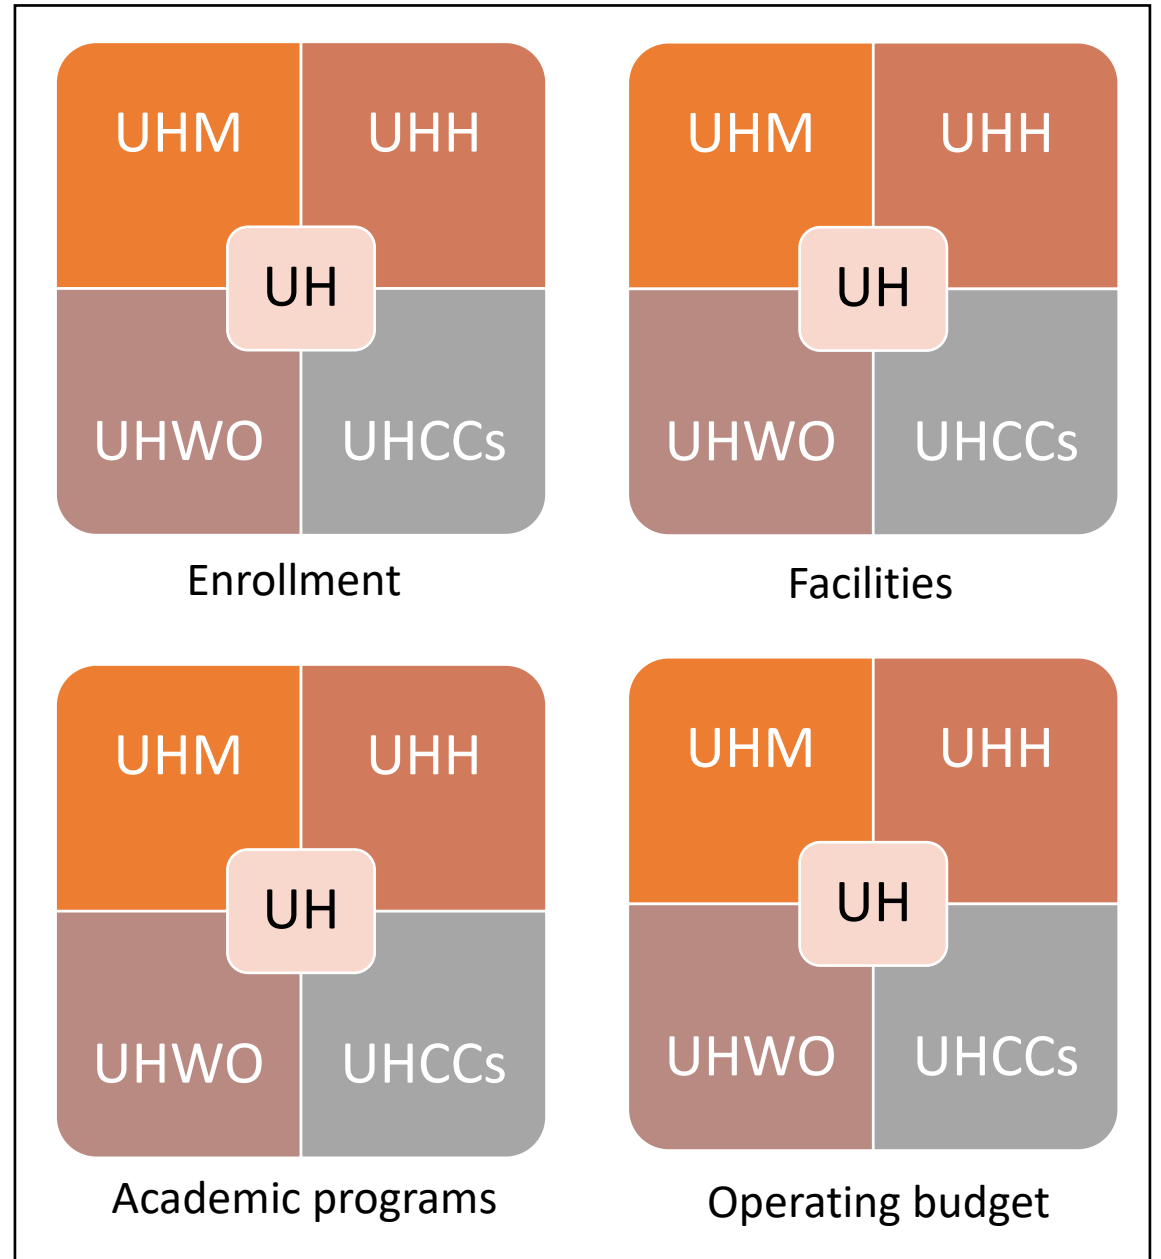 UHM UHH
UH
UHWO UHCCs
Enrollment
UHM UHH
UH
UHWO UHCCs
Facilities
UHM UHH
UH
UHWO UHCCs
Academic programs
UHM UHH
UH
UHWO UHCCs
Operating budget